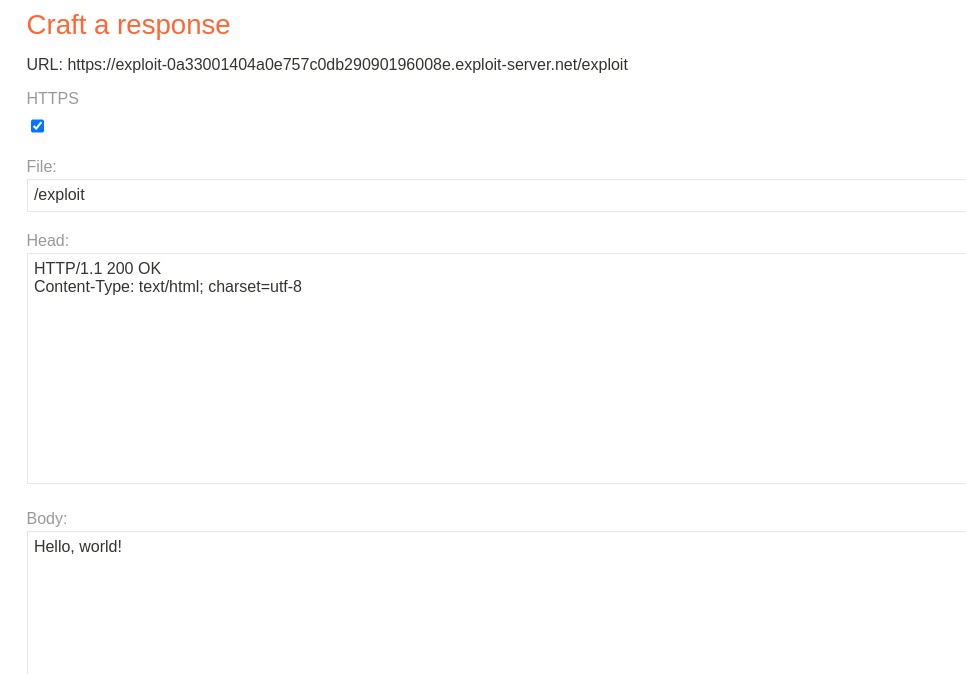 Craft a response
URL: https://exploit-0a33001404a0e757c0db29090196008e.exploit-server.net/exploit
HTTPS
File:
/exploit
Head:
HTTP/1.1 200 OK
Content-Type: text/html; charset=utf-8
Body:
Hello, world!